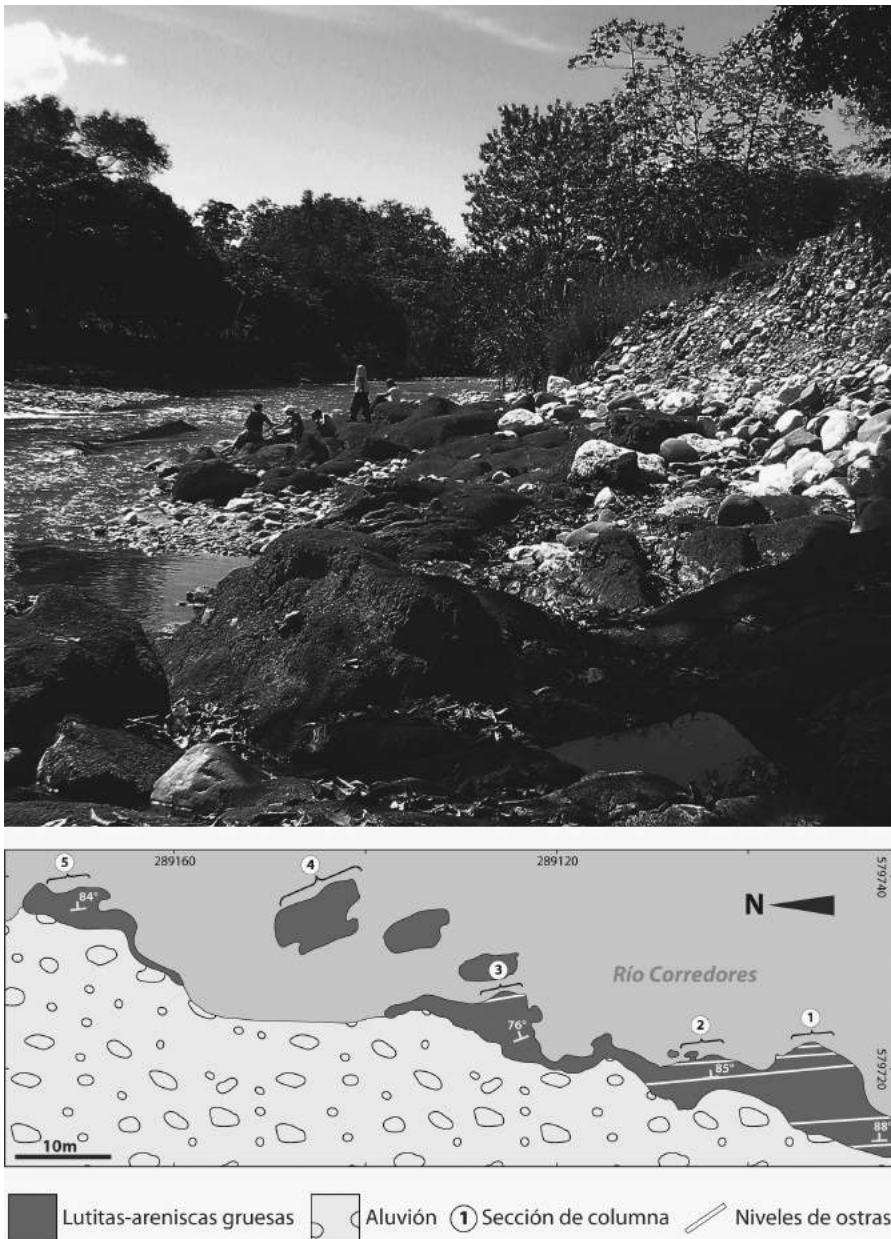 289160
289120
579740
5
84°
4
N
3
Río Corredores
76°
2
1
85°
579720
88°
10m
Lutitas-areniscas gruesas
Aluvión
1 Sección de columna
Niveles de ostras